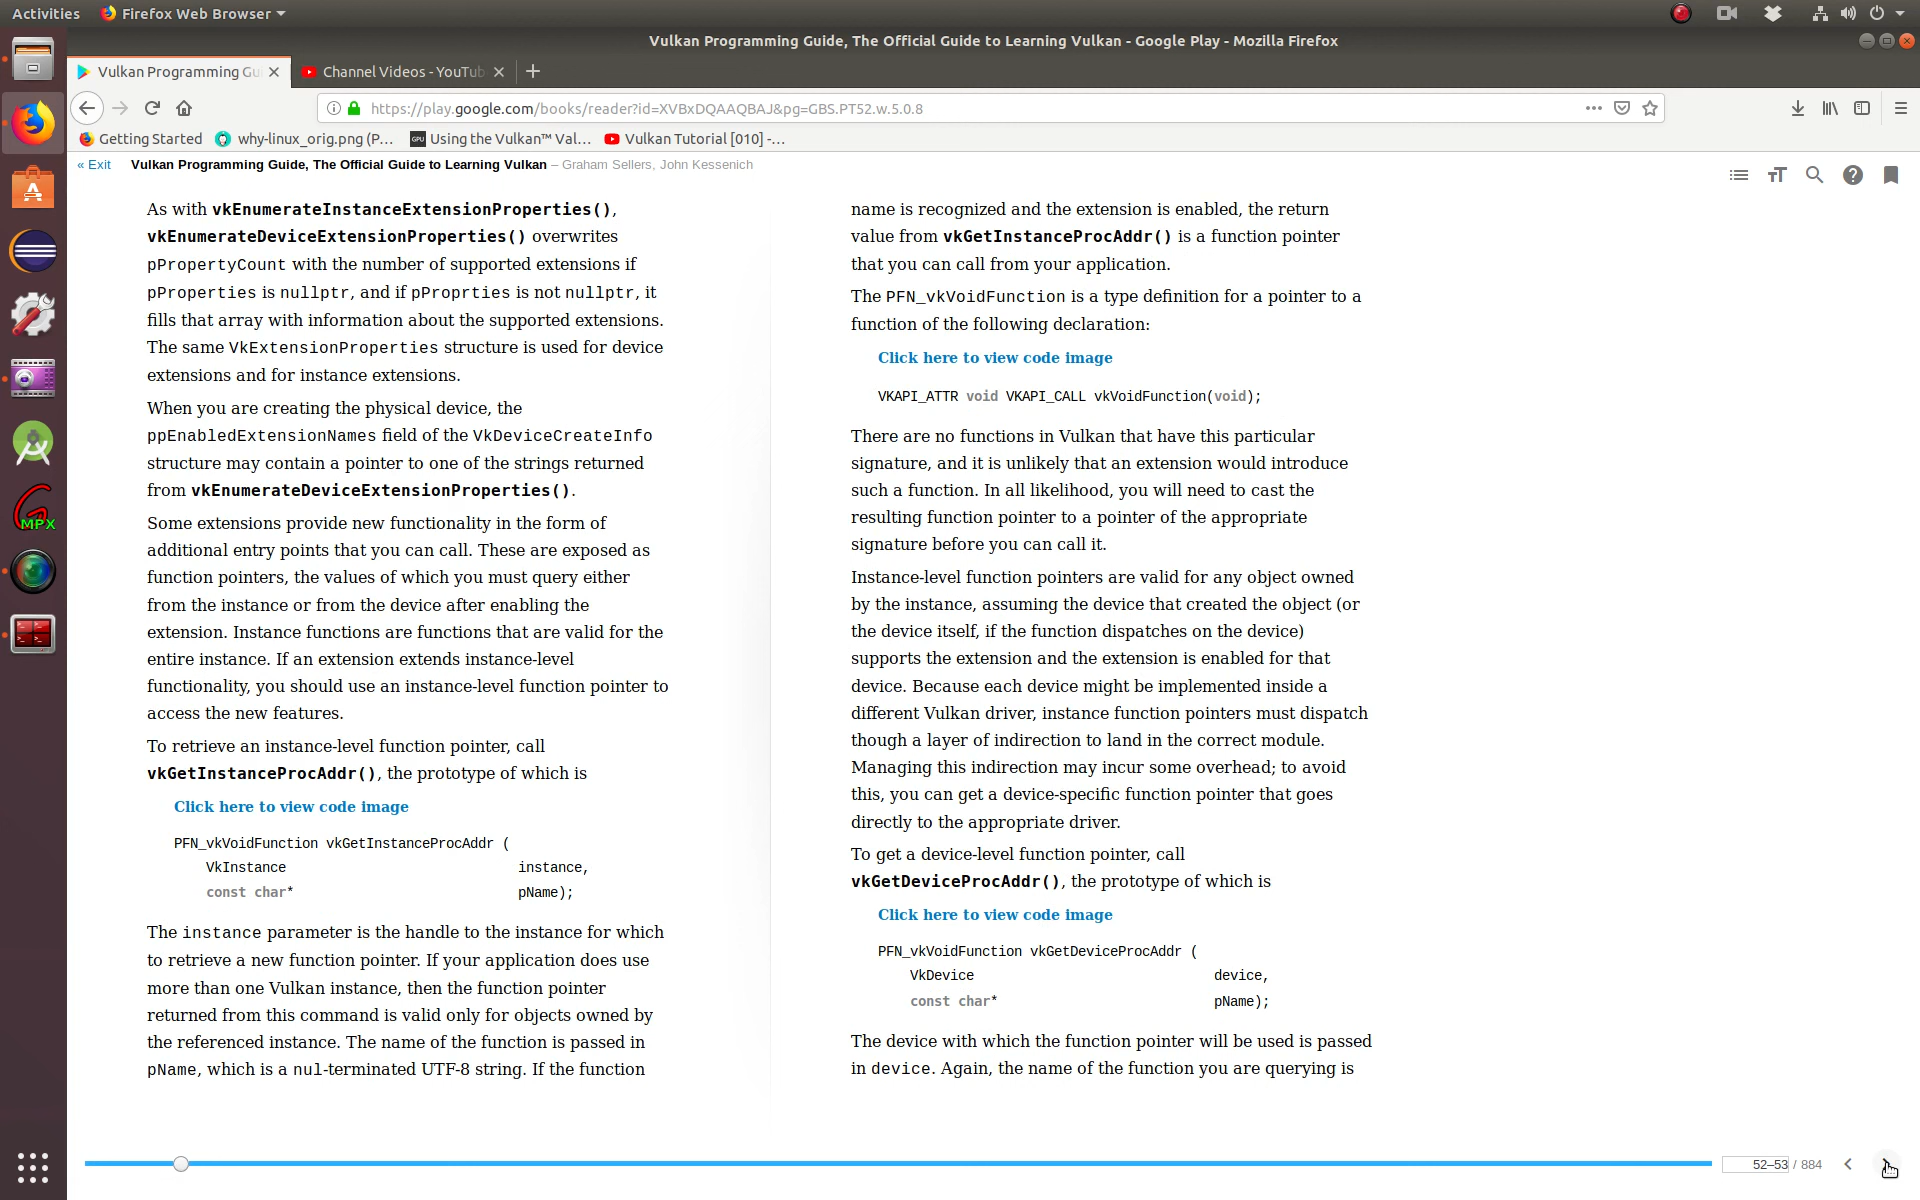 Activities Firefox Web Browser
Vulkan Programming Guide, The Official Guide to Learning Vulkan - Google Play - Mozilla Firefox
Vulkan Programming Gu Channel Videos - YouTub
https://play.google.com/books/reader?id=XVBxDQAAQBAJ&pg=GBS.PT52.w.5.0.8
Getting Started why-linux_orig.png (P... GPU Using the Vulkan™ Val... Vulkan Tutorial [010] -...
« Exit Vulkan Programming Guide, The Official Guide to Learning Vulkan – Graham Sellers, John Kessenich
As with vkEnumerateInstanceExtensionProperties(),
vkEnumerateDeviceExtensionProperties() overwrites
pPropertyCount with the number of supported extensions if
pProperties is nullptr, and if pProprties is not nullptr, it
fills that array with information about the supported extensions.
The same VkExtensionProperties structure is used for device
extensions and for instance extensions.
When you are creating the physical device, the
ppEnabledExtensionNames field of the VkDeviceCreateInfo
structure may contain a pointer to one of the strings returned
from vkEnumerateDeviceExtensionProperties().
Some extensions provide new functionality in the form of
additional entry points that you can call. These are exposed as
function pointers, the values of which you must query either
from the instance or from the device after enabling the
extension. Instance functions are functions that are valid for the
entire instance. If an extension extends instance-level
functionality, you should use an instance-level function pointer to
access the new features.
To retrieve an instance-level function pointer, call
vkGetInstanceProcAddr(), the prototype of which is
Click here to view code image
PFN_vkVoidFunction vkGetInstanceProcAddr (
VkInstance instance,
const char* pName);
The instance parameter is the handle to the instance for which
to retrieve a new function pointer. If your application does use
more than one Vulkan instance, then the function pointer
returned from this command is valid only for objects owned by
the referenced instance. The name of the function is passed in
pName, which is a nul-terminated UTF-8 string. If the function
name is recognized and the extension is enabled, the return
value from vkGetInstanceProcAddr() is a function pointer
that you can call from your application.
The PFN_vkVoidFunction is a type definition for a pointer to a
function of the following declaration:
Click here to view code image
VKAPI_ATTR void VKAPI_CALL vkVoidFunction(void);
There are no functions in Vulkan that have this particular
signature, and it is unlikely that an extension would introduce
such a function. In all likelihood, you will need to cast the
resulting function pointer to a pointer of the appropriate
signature before you can call it.
Instance-level function pointers are valid for any object owned
by the instance, assuming the device that created the object (or
the device itself, if the function dispatches on the device)
supports the extension and the extension is enabled for that
device. Because each device might be implemented inside a
different Vulkan driver, instance function pointers must dispatch
though a layer of indirection to land in the correct module.
Managing this indirection may incur some overhead; to avoid
this, you can get a device-specific function pointer that goes
directly to the appropriate driver.
To get a device-level function pointer, call
vkGetDeviceProcAddr(), the prototype of which is
Click here to view code image
PFN_vkVoidFunction vkGetDeviceProcAddr (
VkDevice device,
const char* pName);
The device with which the function pointer will be used is passed
in device. Again, the name of the function you are querying is
MPX
52–53 / 884